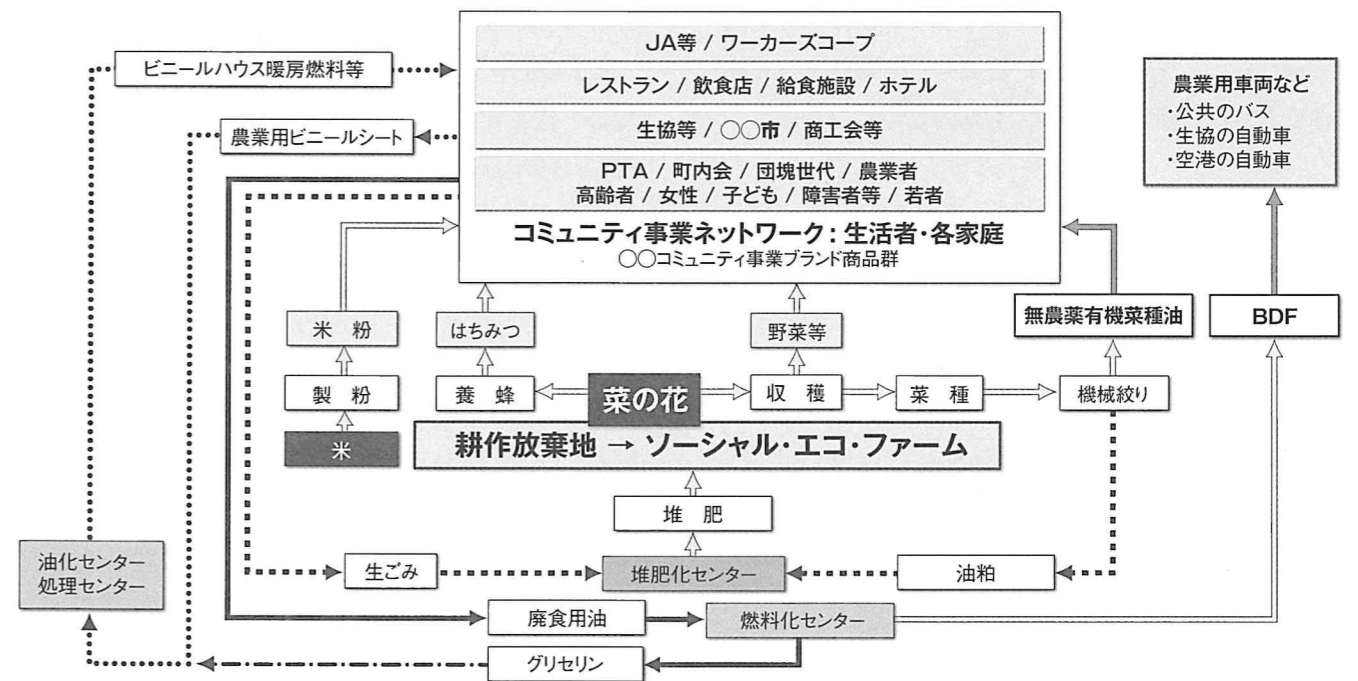 JA等 / ワーカーズコープ
レストラン / 飲食店 / 給食施設 / ホテル
生協等 / ○○市 / 商工会等
PTA / 町内会 / 団塊世代 / 農業者
高齢者 / 女性 / 子ども / 障害者等 / 若者
コミュニティ事業ネットワーク：生活者・各家庭
○○コミュニティ事業ブランド商品群
ビニールハウス暖房燃料等
農業用ビニールシート
農業用車両など
・公共のバス
・生協の自動車
・空港の自動車
米 粉
はちみつ
野菜等
無農薬有機菜種油
BDF
製 粉
養 蜂
菜の花
収 穫
菜 種
機械絞り
米
耕作放棄地 → ソーシャル・エコ・ファーム
堆 肥
油化センター
処理センター
生ごみ
堆肥化センター
油粕
廃食用油
燃料化センター
グリセリン